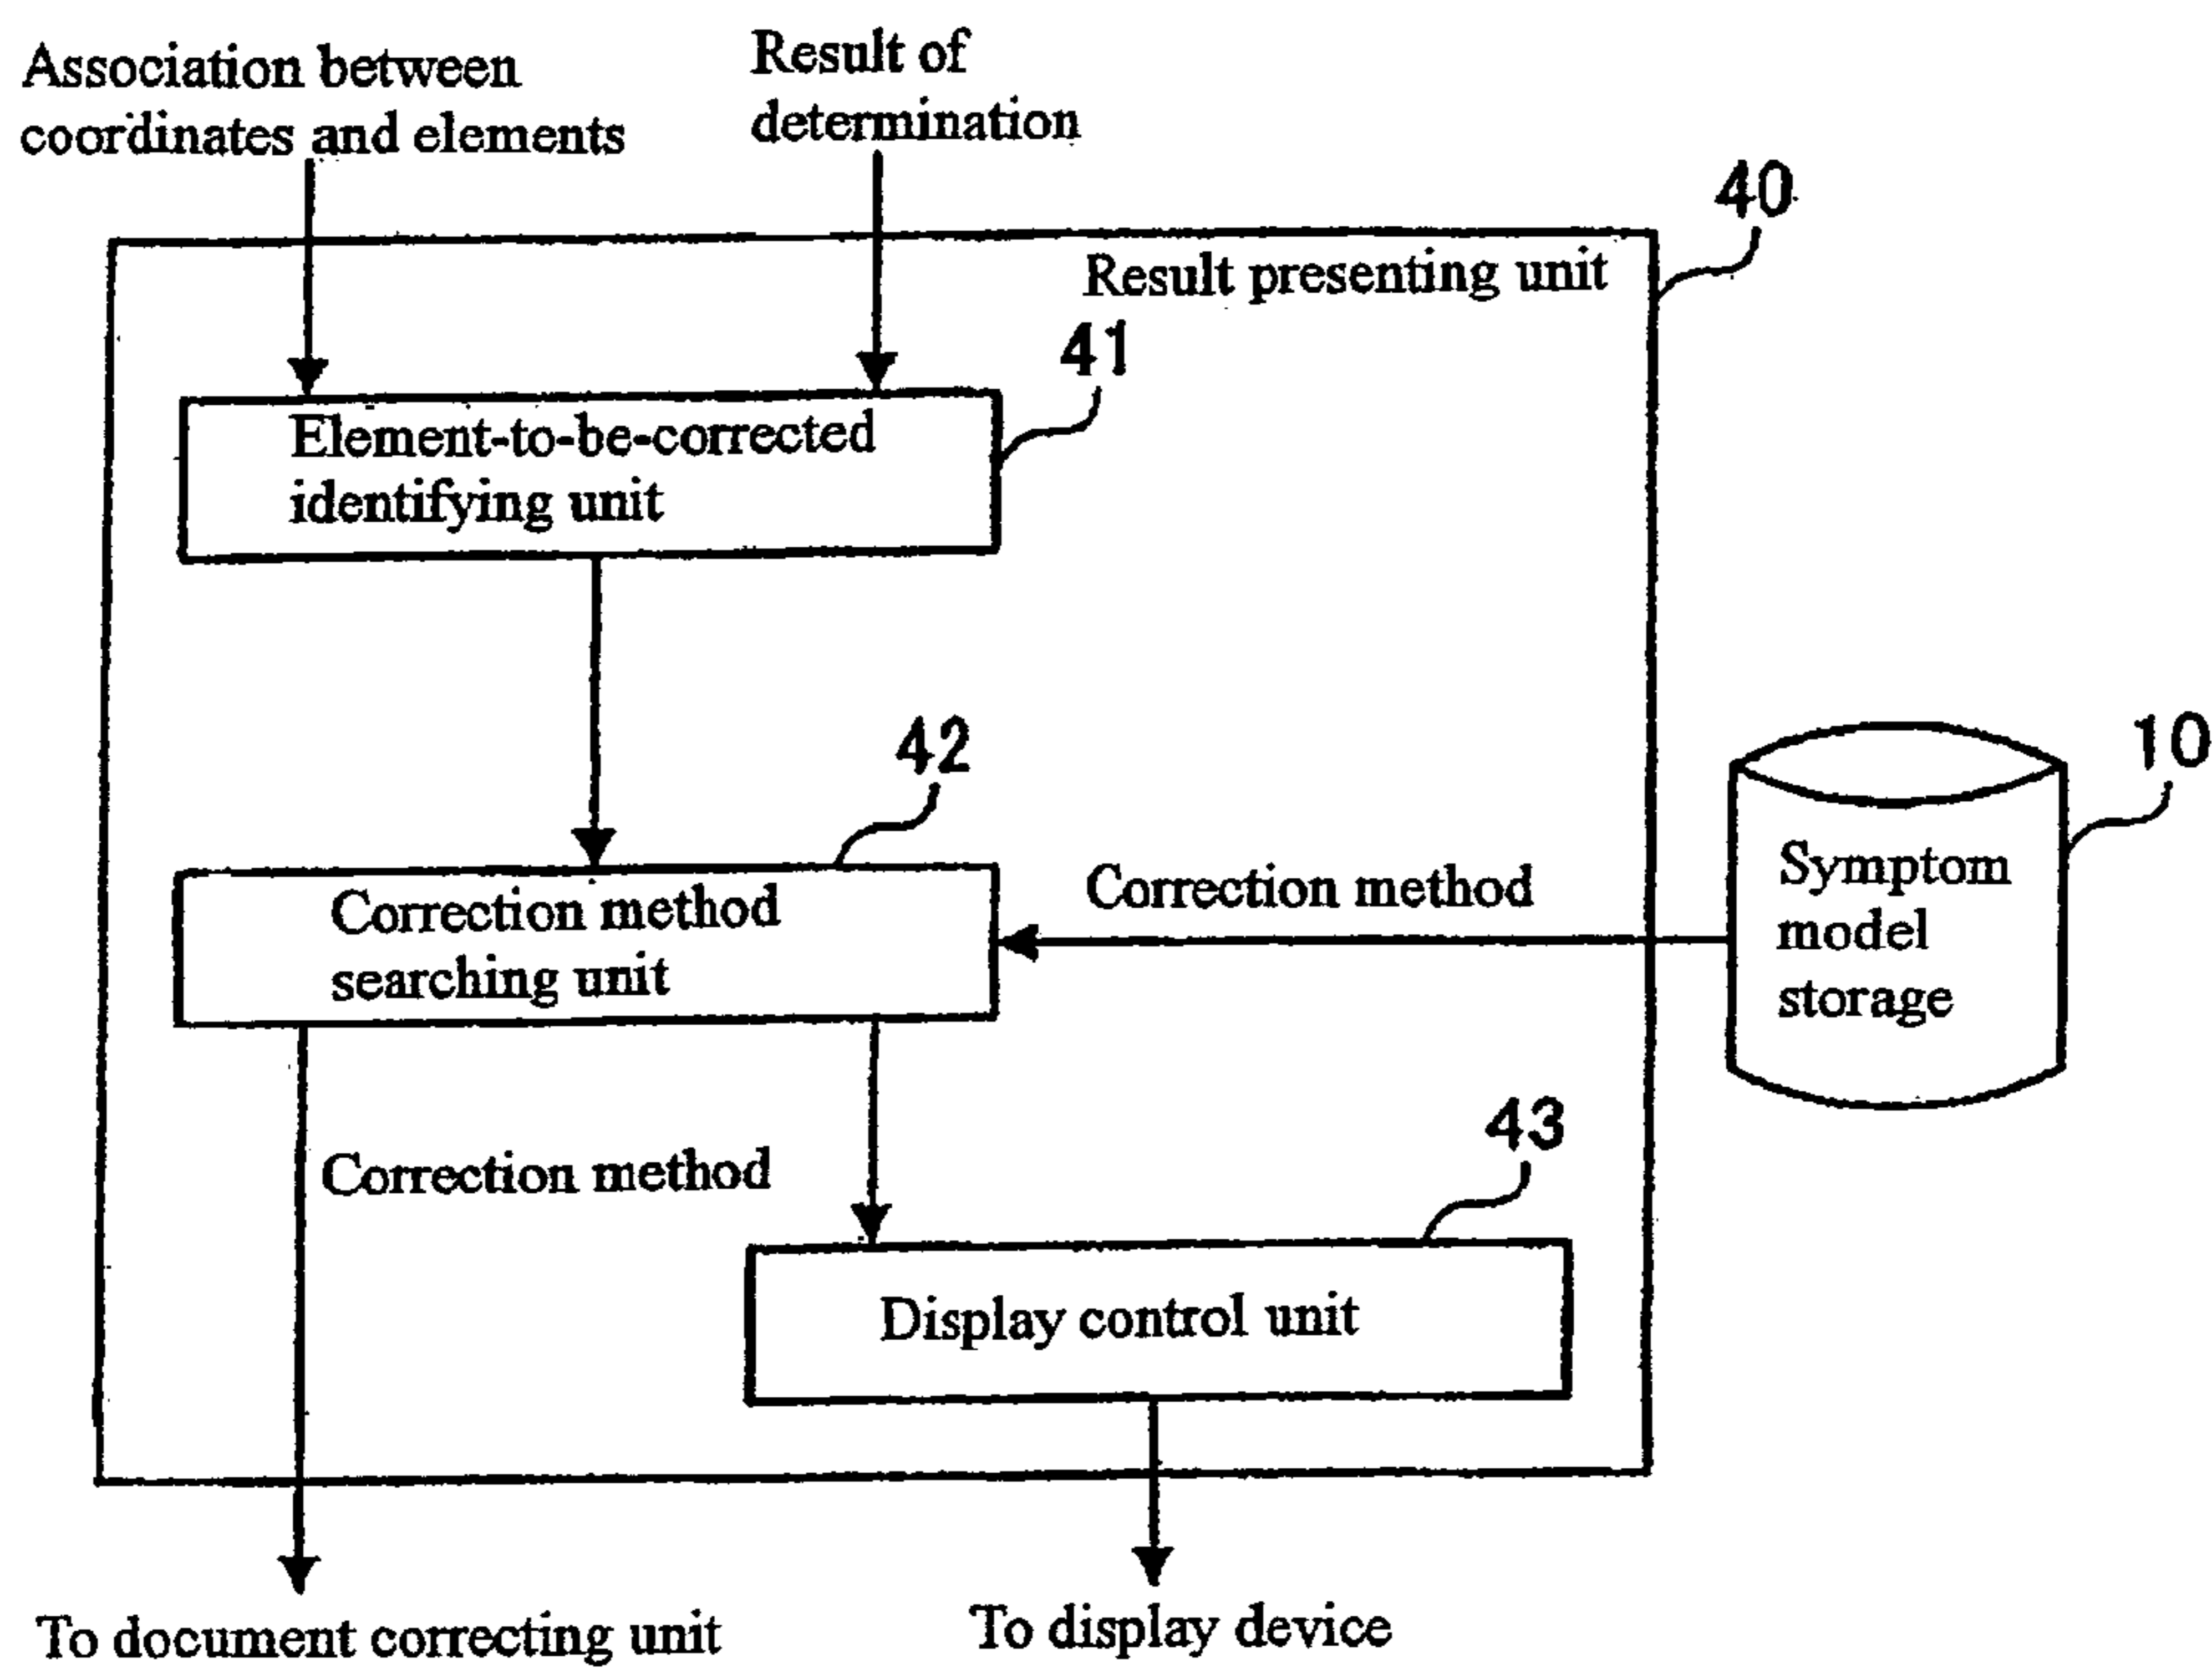 Association between
coordinates and elements
Result of
determination
40
Result presenting unit
41
Element-to-be-corrected
identifying unit
42
Correction method
searching unit
Correction method
10
Symptom
model
storage
Correction method
43
Display control unit
To document correcting unit
To display device